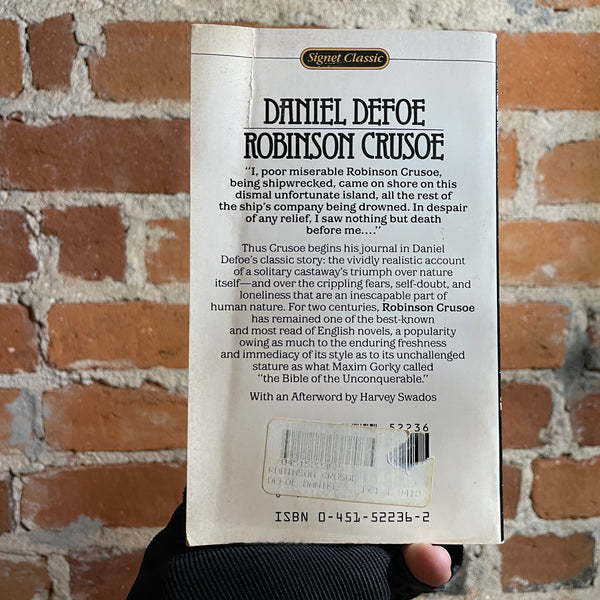 Signet Classic
DANIEL DEFOE
ROBINSON CRUSOE
“I, poor miserable Robinson Crusoe,
being shipwrecked, came on shore on this
dismal unfortunate island, all the rest of
the ship’s company being drowned. In despair
of any relief, I saw nothing but death
before me....”
Thus Crusoe begins his journal in Daniel
Defoe’s classic story: the vividly realistic account
of a solitary castaway’s triumph over nature
itself—and over the crippling fears, self-doubt, and
loneliness that are an inescapable part of
human nature. For two centuries, Robinson Crusoe
has remained one of the best-known
and most read of English novels, a popularity
owing as much to the enduring freshness
and immediacy of its style as to its unchallenged
stature as what Maxim Gorky called
“the Bible of the Unconquerable.”
With an Afterword by Harvey Swados
52236
ROBINSON CRUSOE
DEFOE DANIEL
ISBN 0-451-52236-2